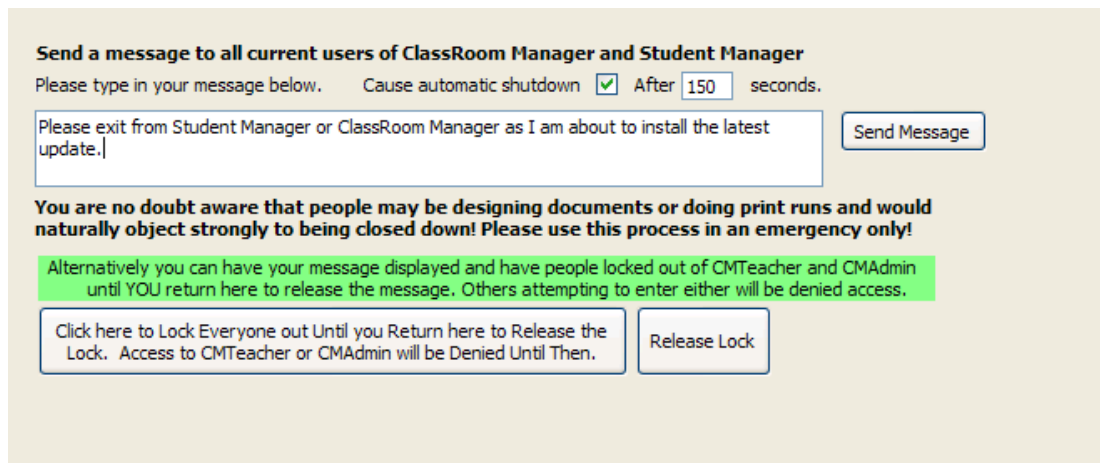 Send a message to all current users of ClassRoom Manager and Student Manager
Please type in your message below. Cause automatic shutdown After 150 seconds.
Please exit from Student Manager or ClassRoom Manager as I am about to install the latest
update.
Send Message
You are no doubt aware that people may be designing documents or doing print runs and would
naturally object strongly to being closed down! Please use this process in an emergency only!
Alternatively you can have your message displayed and have people locked out of CMTeacher and CMAdmin
until YOU return here to release the message. Others attempting to enter either will be denied access.
Click here to Lock Everyone out Until you Return here to Release the
Lock. Access to CMTeacher or CMAdmin will be Denied Until Then.
Release Lock